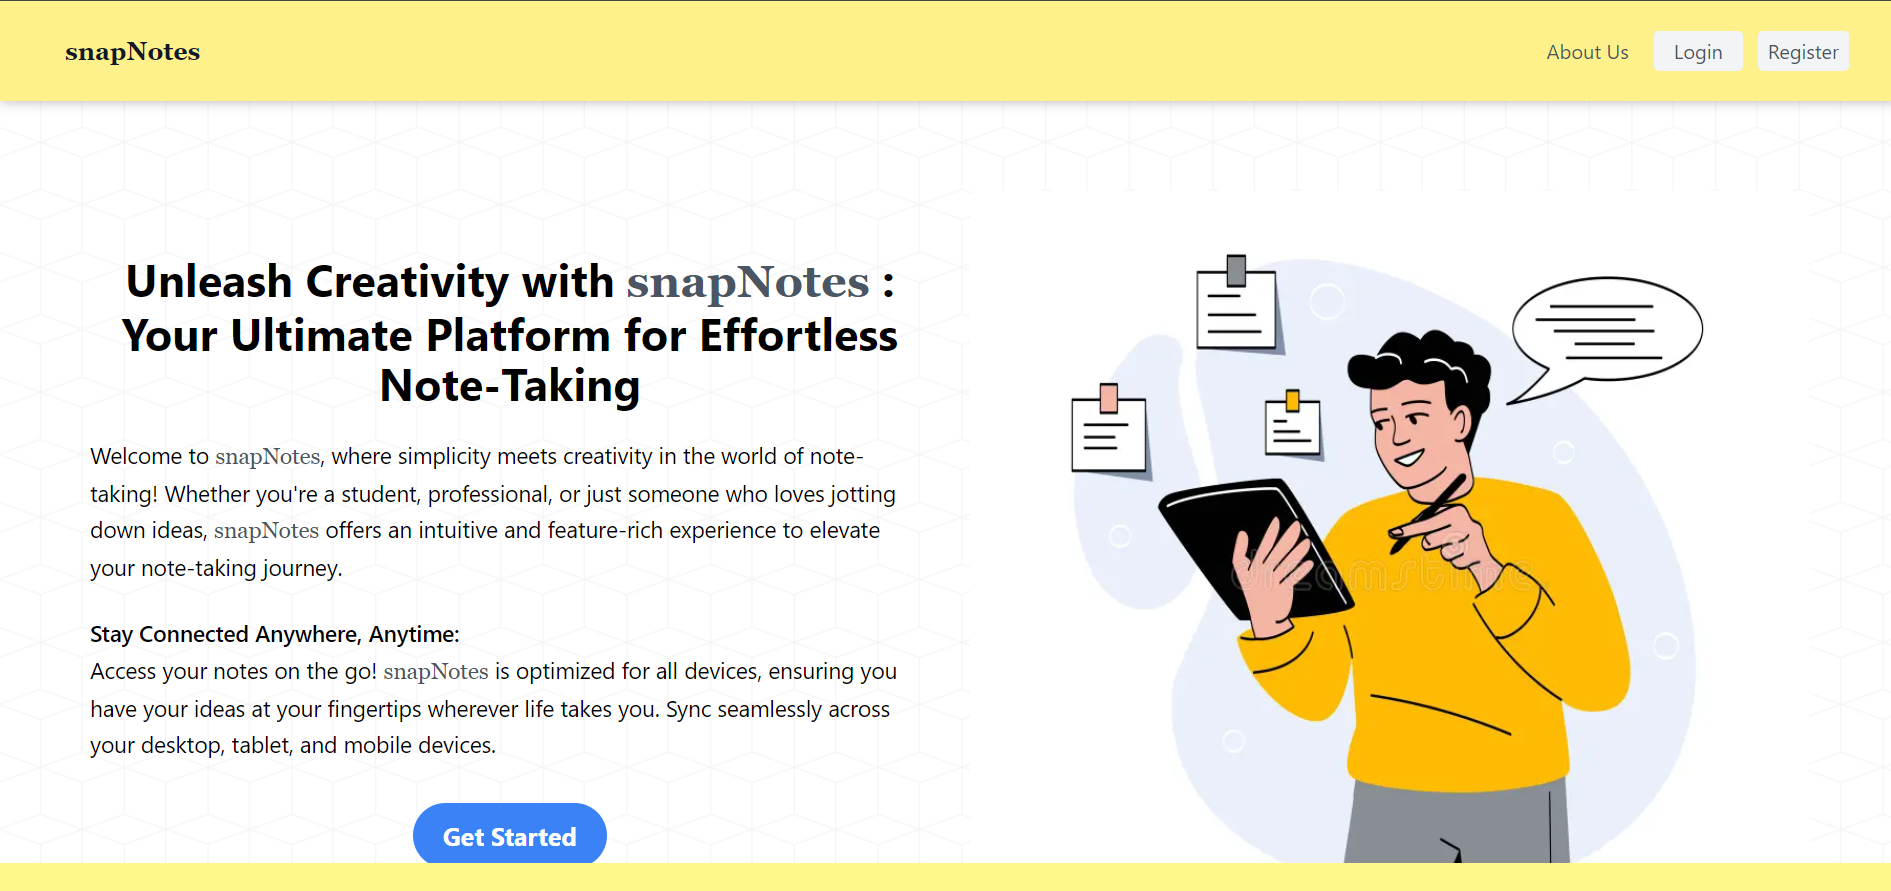 snapNotes
About Us
Login
Register
Unleash Creativity with snapNotes :
Your Ultimate Platform for Effortless
Note-Taking
Welcome to snapNotes, where simplicity meets creativity in the world of note-
taking! Whether you're a student, professional, or just someone who loves jotting
down ideas, snapNotes offers an intuitive and feature-rich experience to elevate
your note-taking journey.
Stay Connected Anywhere, Anytime:
Access your notes on the go! snapNotes is optimized for all devices, ensuring you
have your ideas at your fingertips wherever life takes you. Sync seamlessly across
your desktop, tablet, and mobile devices.
Get Started
dreamstime